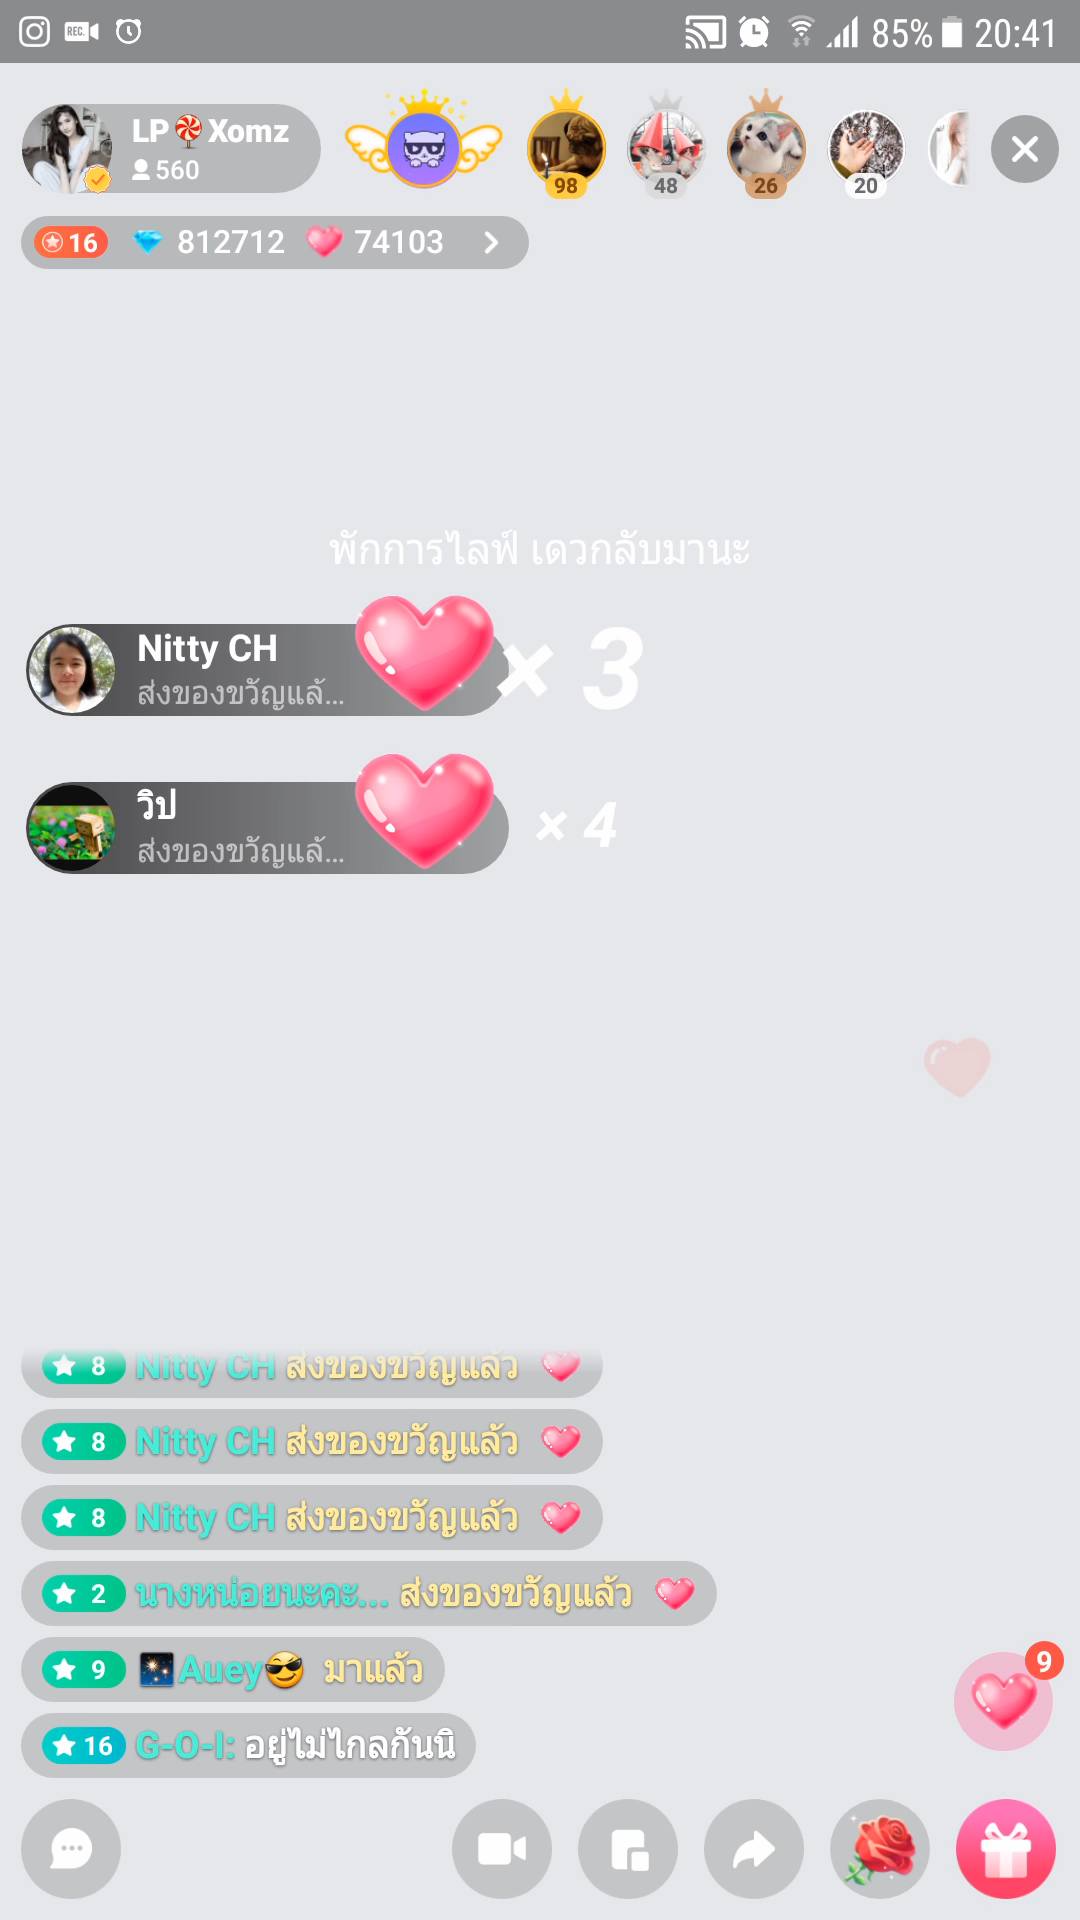 REC.
85%
20:41
LP🍭Xomz
560
98
48
26
20
16
812712
74103
พักการไลฟ์ เดวกลับมานะ
Nitty CH
ส่งของขวัญแล้...
× 3
วิป
ส่งของขวัญแล้...
× 4
8 Nitty CH ส่งของขวัญแล้ว
8 Nitty CH ส่งของขวัญแล้ว
8 Nitty CH ส่งของขวัญแล้ว
2 นางหน่อยนะคะ... ส่งของขวัญแล้ว
9 🎇Auey😎 มาแล้ว
9
16 G-O-I: อยู่ไม่ไกลกันนิ